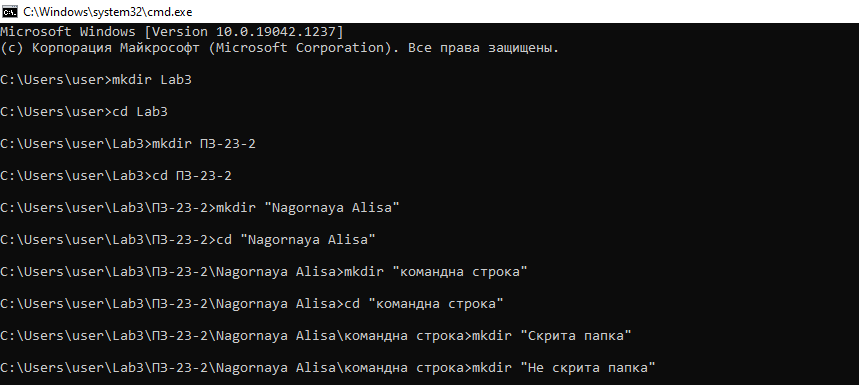 C:\Windows\system32\cmd.exe
Microsoft Windows [Version 10.0.19042.1237]
(c) Корпорация Майкрософт (Microsoft Corporation). Все права защищены.
C:\Users\user>mkdir Lab3
C:\Users\user>cd Lab3
C:\Users\user\Lab3>mkdir ПЗ-23-2
C:\Users\user\Lab3>cd ПЗ-23-2
C:\Users\user\Lab3\ПЗ-23-2>mkdir "Nagornaya Alisa"
C:\Users\user\Lab3\ПЗ-23-2>cd "Nagornaya Alisa"
C:\Users\user\Lab3\ПЗ-23-2\Nagornaya Alisa>mkdir "командна строка"
C:\Users\user\Lab3\ПЗ-23-2\Nagornaya Alisa>cd "командна строка"
C:\Users\user\Lab3\ПЗ-23-2\Nagornaya Alisa\командна строка>mkdir "Скрита папка"
C:\Users\user\Lab3\ПЗ-23-2\Nagornaya Alisa\командна строка>mkdir "Не скрита папка"